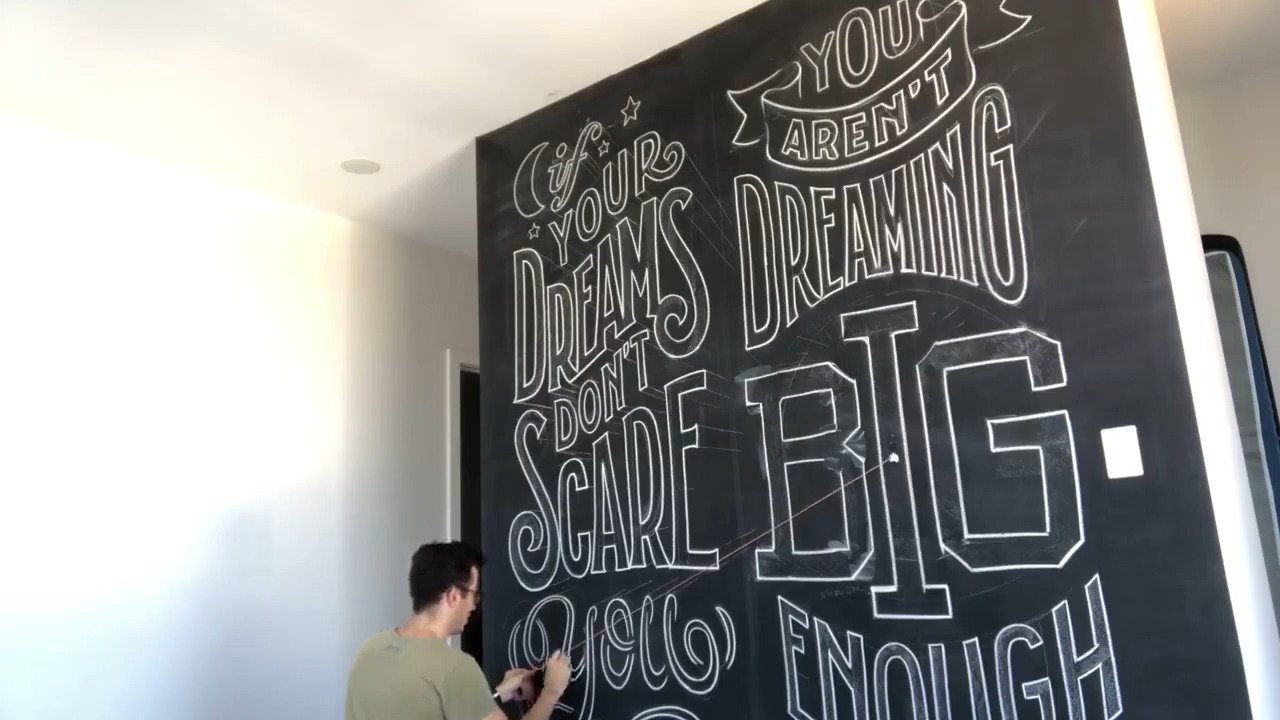 if
YOUR
DREAMS
DON'T
SCARE
you
YOU
AREN'T
DREAMING
BIG
ENOUGH